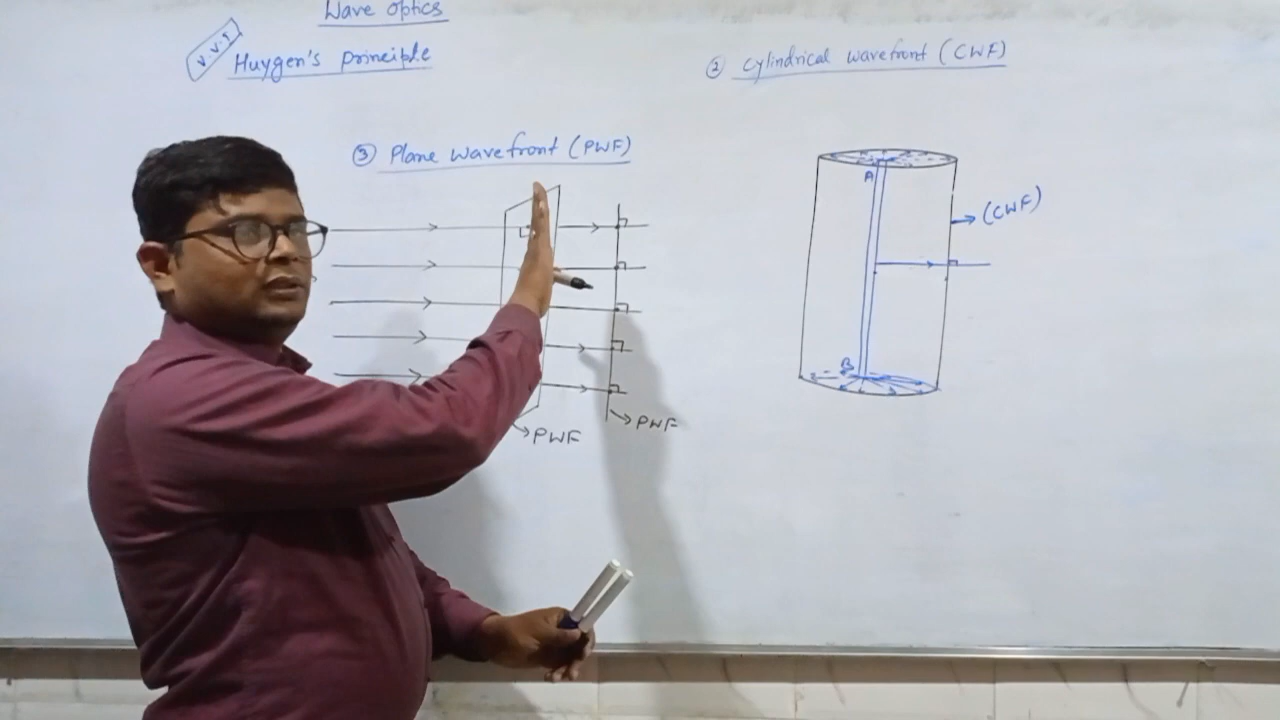 Wave optics
V.V.I
Huygen's principle
② Cylindrical wavefront (CWF)
③ Plane wavefront (PWF)
A
→ (CWF)
B
→ PWF
→ PWF